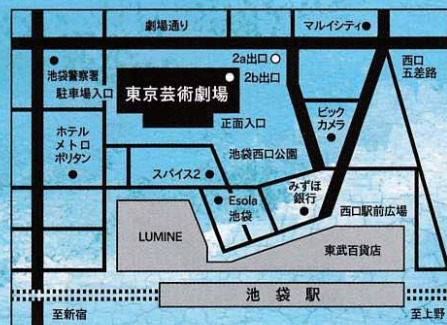 劇場通り
マルイシティ
2a出口
2b出口
西口
五差路
池袋警察署
駐車場入口
東京芸術劇場
正面入口
ビック
カメラ
ホテル
メトロ
ポリタン
池袋西口公園
スパイス2
Esola
池袋
みずほ
銀行
西口駅前広場
LUMINE
東武百貨店
池袋駅
至新宿
至上野